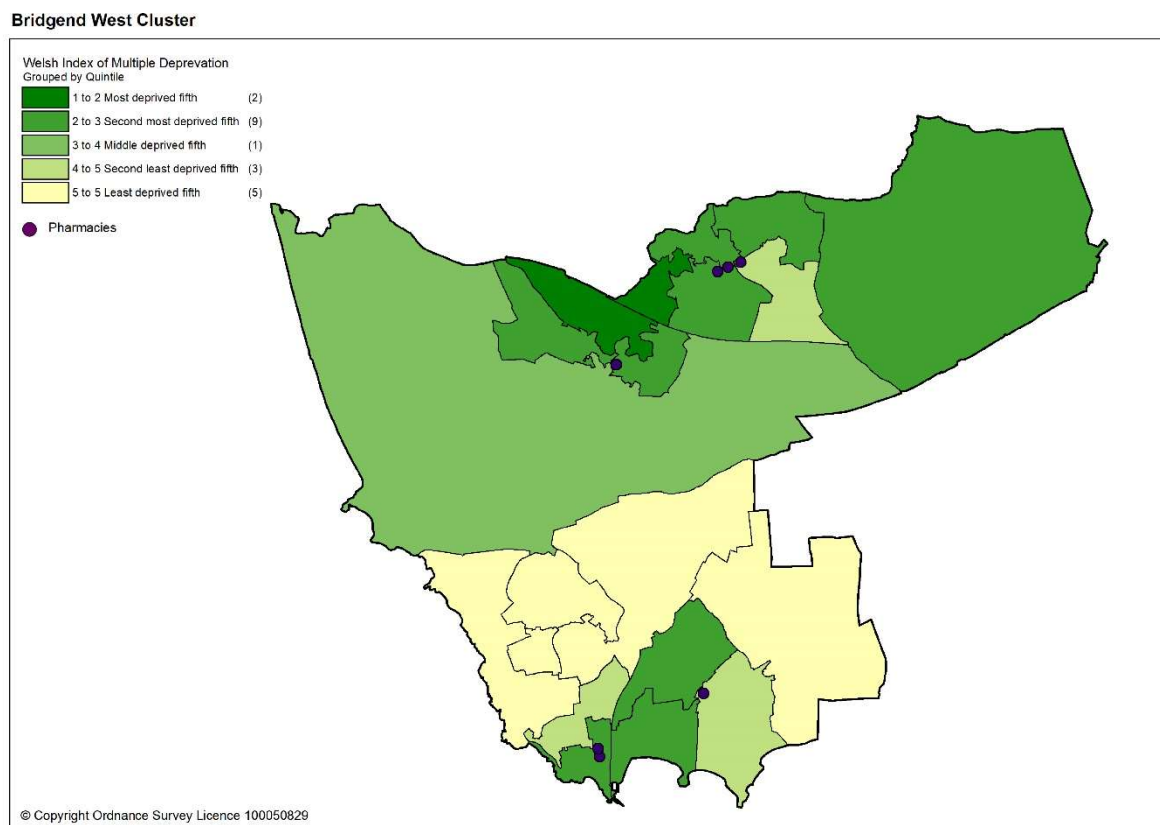 Bridgend West Cluster
Welsh Index of Multiple Deprevation
Grouped by Quintile
1 to 2 Most deprived fifth (2)
2 to 3 Second most deprived fifth (9)
3 to 4 Middle deprived fifth (1)
4 to 5 Second least deprived fifth (3)
5 to 5 Least deprived fifth (5)
Pharmacies
© Copyright Ordnance Survey Licence 100050829